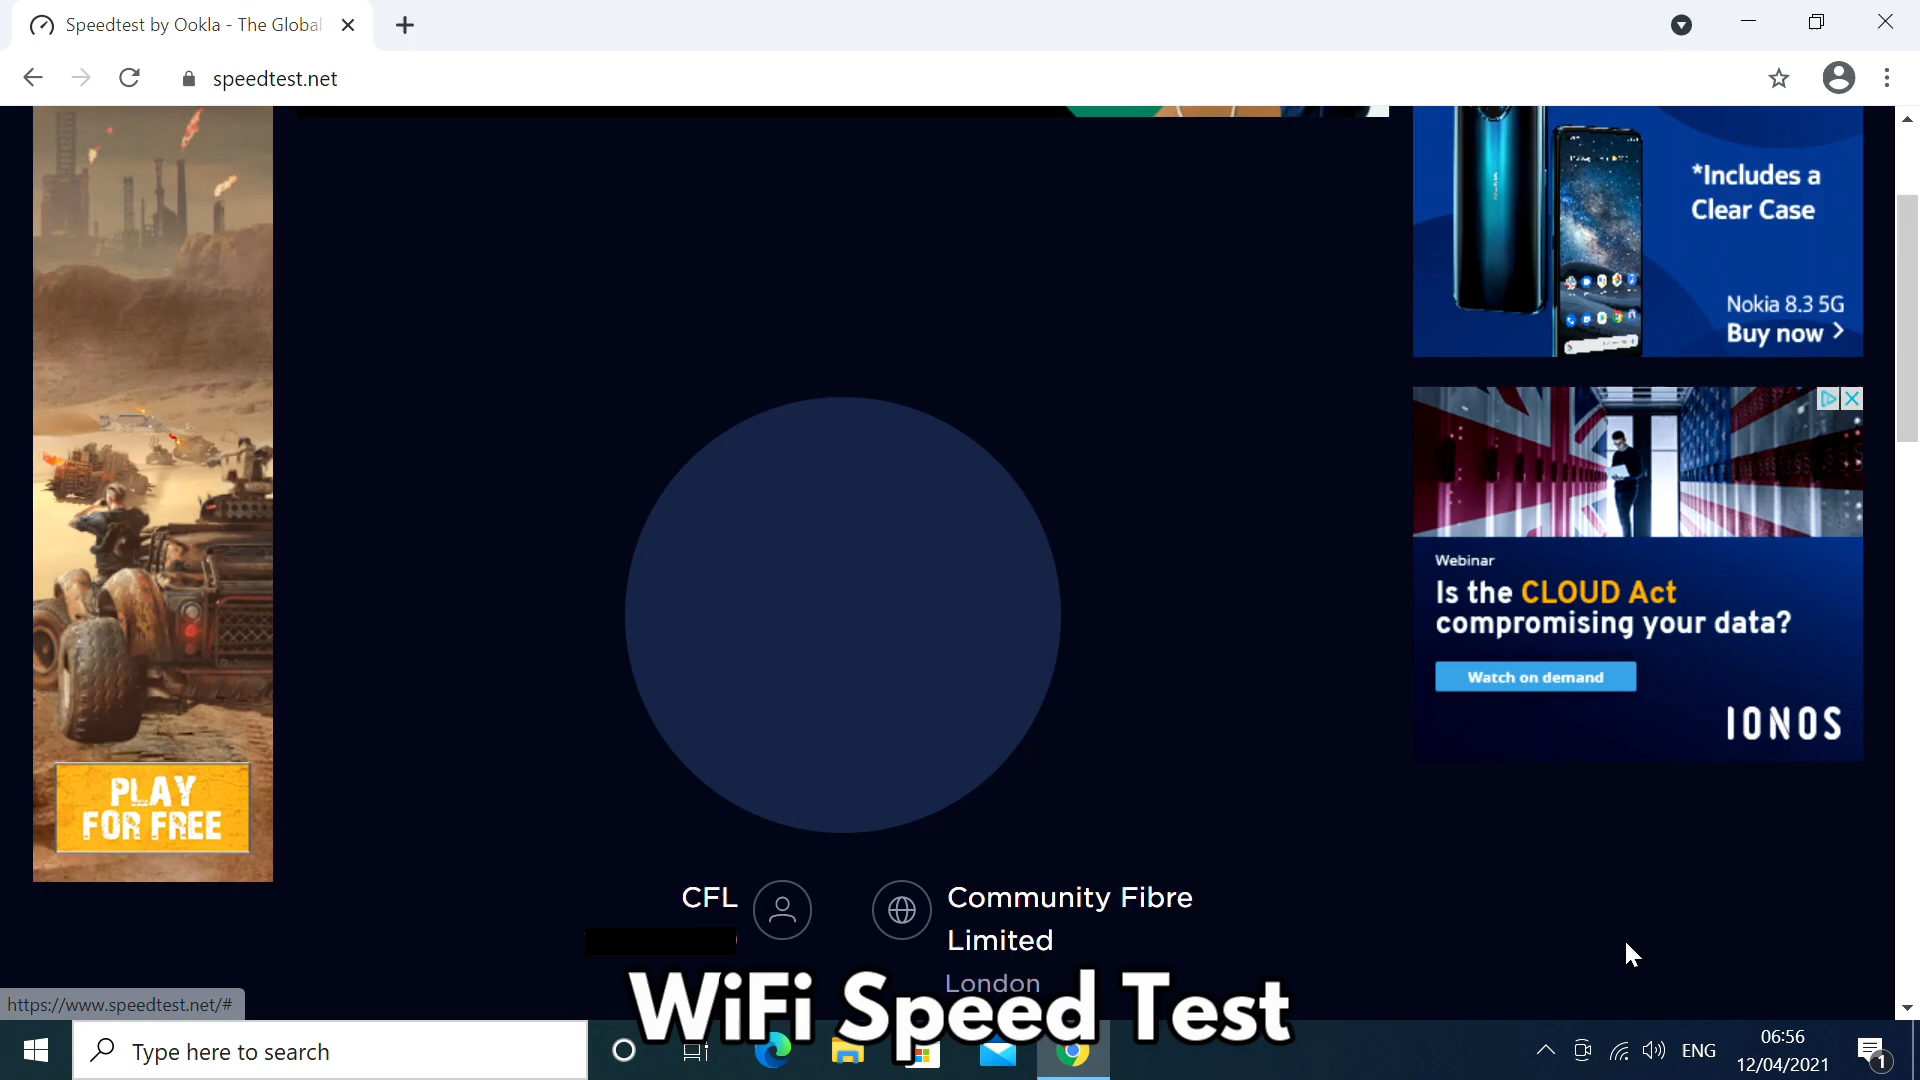 Speedtest by Ookla - The Global
speedtest.net
*Includes a
Clear Case
Nokia 8.3 5G
Buy now >
Webinar
Is the CLOUD Act
compromising your data?
Watch on demand
IONOS
PLAY
FOR FREE
CFL
Community Fibre
Limited
London
https://www.speedtest.net/#
WiFi Speed Test
Type here to search
ENG
06:56
12/04/2021
1